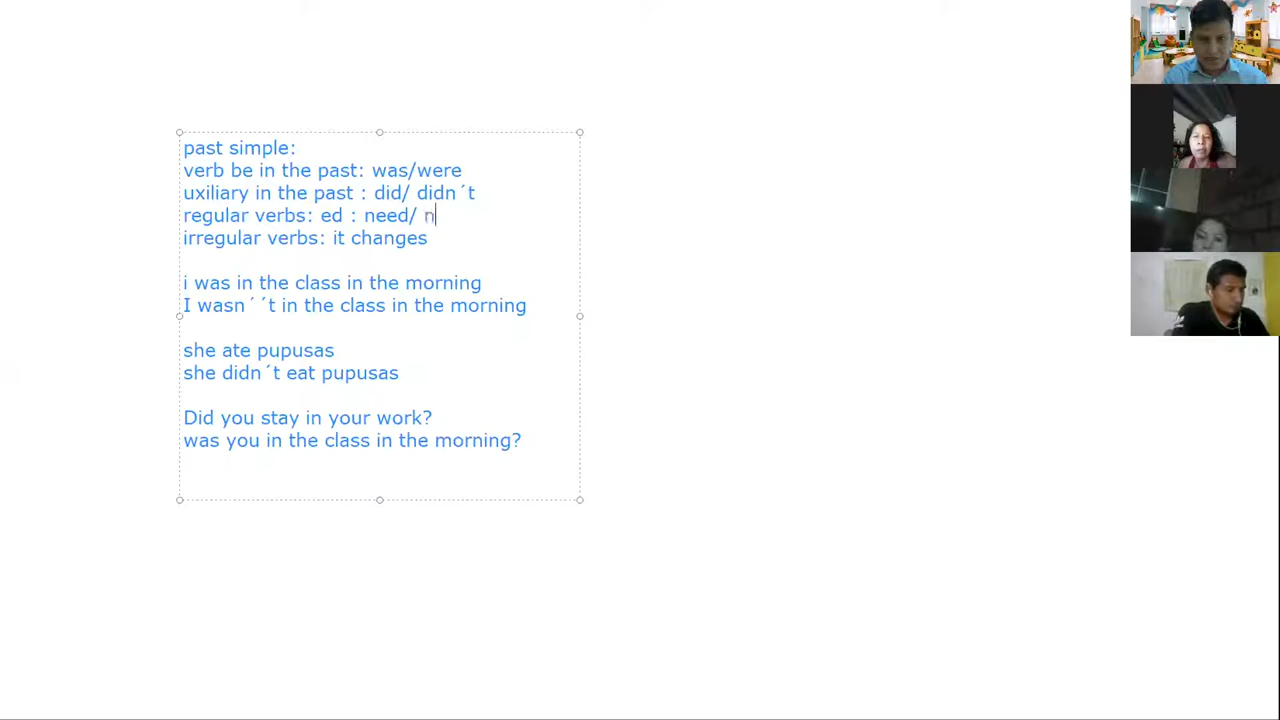 past simple:
verb be in the past: was/were
uxiliary in the past : did/ didn´t
regular verbs: ed : need/ n
irregular verbs: it changes
i was in the class in the morning
I wasn´´t in the class in the morning
she ate pupusas
she didn´t eat pupusas
Did you stay in your work?
was you in the class in the morning?